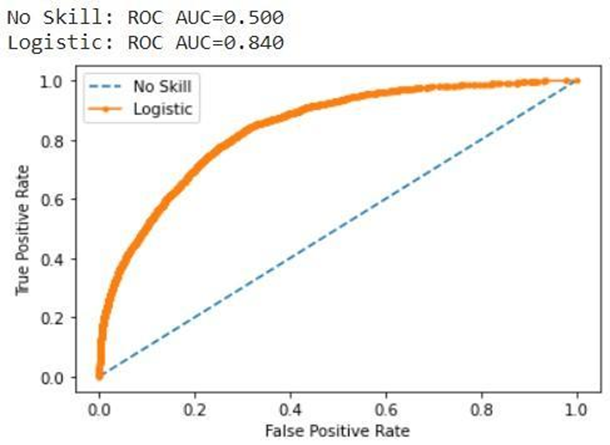 No Skill: ROC AUC=0.500
Logistic: ROC AUC=0.840
1.0
No Skill
Logistic
0.8
0.6
0.4
0.2
0.0
True Positive Rate
0.0 0.2 0.4 0.6 0.8 1.0
False Positive Rate